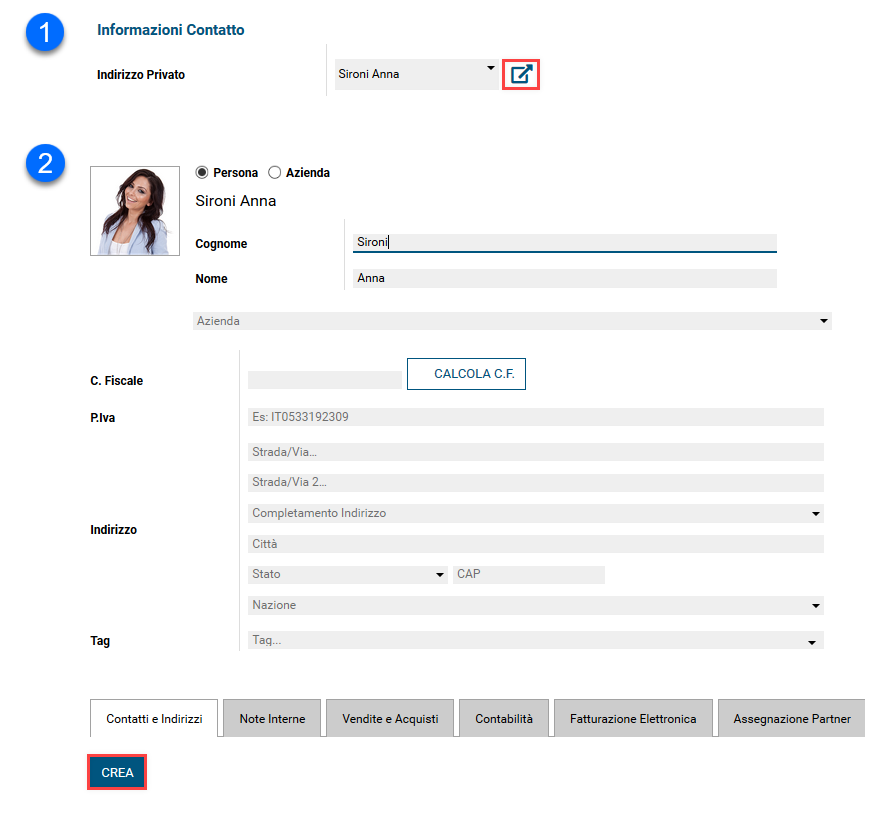 1
Informazioni Contatto
Indirizzo Privato
Sironi Anna
2
Persona Azienda
Sironi Anna
Cognome
Sironi
Nome
Anna
Azienda
C. Fiscale
CALCOLA C.F.
P.Iva
Es: IT0533192309
Strada/Via...
Strada/Via 2...
Completamento Indirizzo
Indirizzo
Città
Stato
CAP
Nazione
Tag
Tag...
Contatti e Indirizzi
Note Interne
Vendite e Acquisti
Contabilità
Fatturazione Elettronica
Assegnazione Partner
CREA